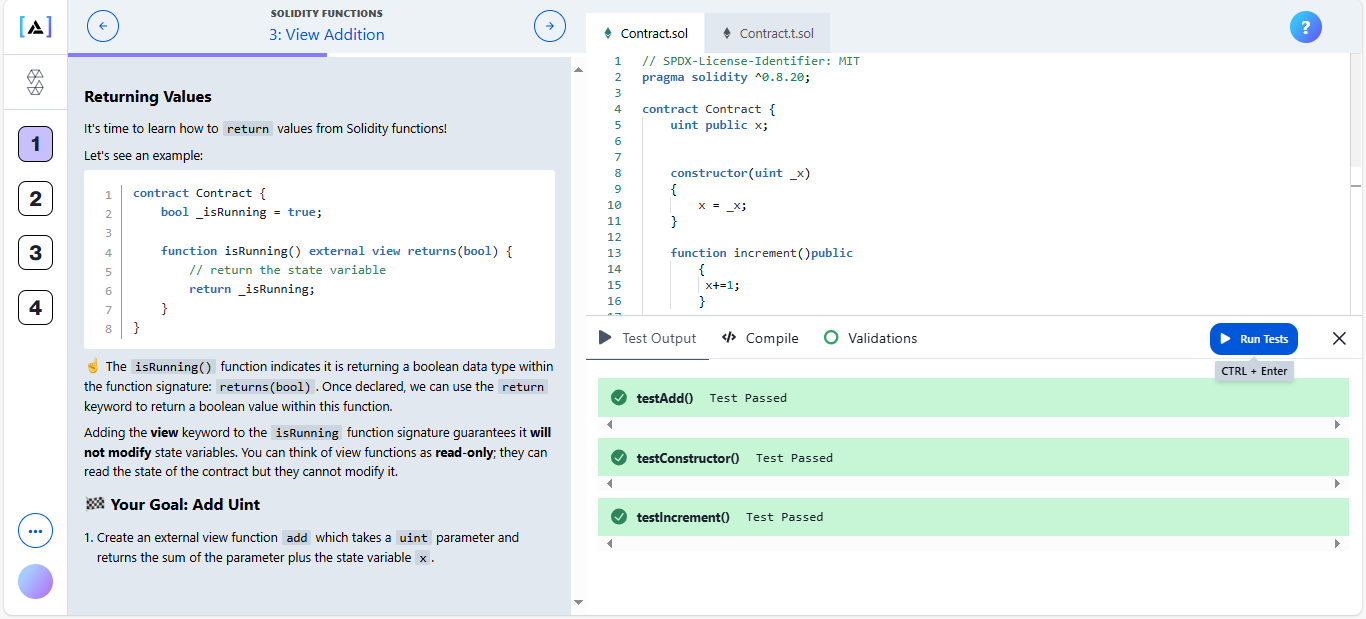 SOLIDITY FUNCTIONS
3: View Addition
1
2
3
4
Returning Values
It's time to learn how to return values from Solidity functions!
Let's see an example:
1 contract Contract {
2 bool _isRunning = true;
3
4 function isRunning() external view returns(bool) {
5 // return the state variable
6 return _isRunning;
7 }
8 }
☝ The isRunning() function indicates it is returning a boolean data type within
the function signature: returns(bool). Once declared, we can use the return
keyword to return a boolean value within this function.
Adding the view keyword to the isRunning function signature guarantees it will
not modify state variables. You can think of view functions as read-only; they can
read the state of the contract but they cannot modify it.
🏁 Your Goal: Add Uint
1. Create an external view function add which takes a uint parameter and
returns the sum of the parameter plus the state variable x.
Contract.sol
Contract.t.sol
?
1 // SPDX-License-Identifier: MIT
2 pragma solidity ^0.8.20;
3
4 contract Contract {
5 uint public x;
6
7
8 constructor(uint _x)
9 {
10 x = _x;
11 }
12
13 function increment()public
14 {
15 x+=1;
16 }
Test Output
Compile
Validations
Run Tests
CTRL + Enter
testAdd() Test Passed
testConstructor() Test Passed
testIncrement() Test Passed